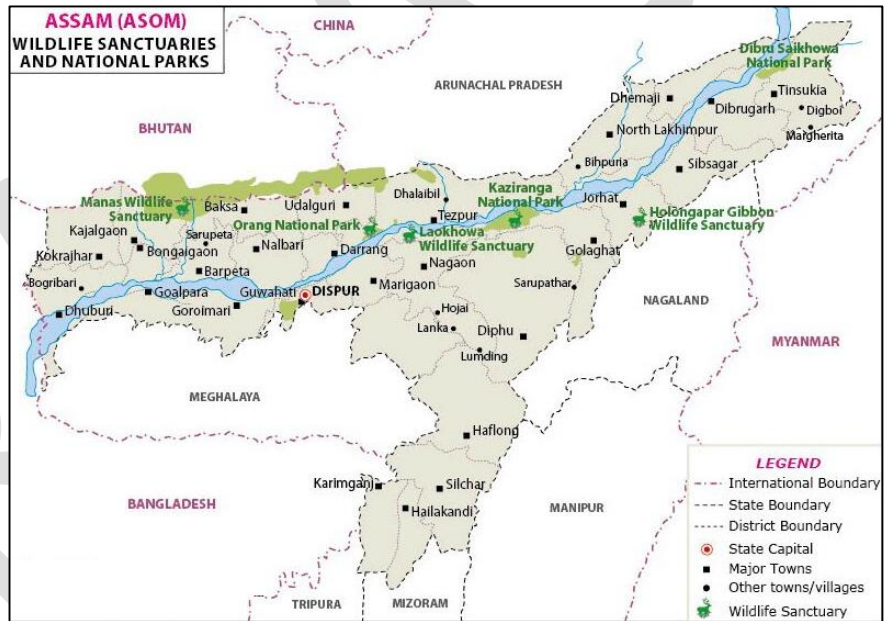 ASSAM (ASOM)
WILDLIFE SANCTUARIES
AND NATIONAL PARKS
CHINA
Dibru Saikhowa
National Park
ARUNACHAL PRADESH
Dhemaji
Tinsukia
Dibrugarh
Digboi
BHUTAN
North Lakhimpur
Margherita
Bihpuria
Sibsagar
Manas Wildlife
Sanctuary
Baksa
Udalguri
Dhalaibil
Kaziranga
National Park
Jorhat
Orang National Park
Tezpur
Holongapar Gibbon
Wildlife Sanctuary
Kajalgaon
Sarupeta
Laokhowa
Wildlife Sanctuary
Kokrajhar
Bongaigaon
Nalbari
Darrang
Golaghat
Barpeta
Nagaon
Bogribari
Goalpara
Guwahati
DISPUR
Marigaon
Sarupathar
NAGALAND
Dhuburi
Goroimari
Hojai
Lanka
Diphu
MYANMAR
Lumding
MEGHALAYA
Haflong
LEGEND
Karimganj
Silchar
International Boundary
BANGLADESH
Hailakandi
MANIPUR
State Boundary
District Boundary
State Capital
Major Towns
Other towns/villages
TRIPURA
MIZORAM
Wildlife Sanctuary